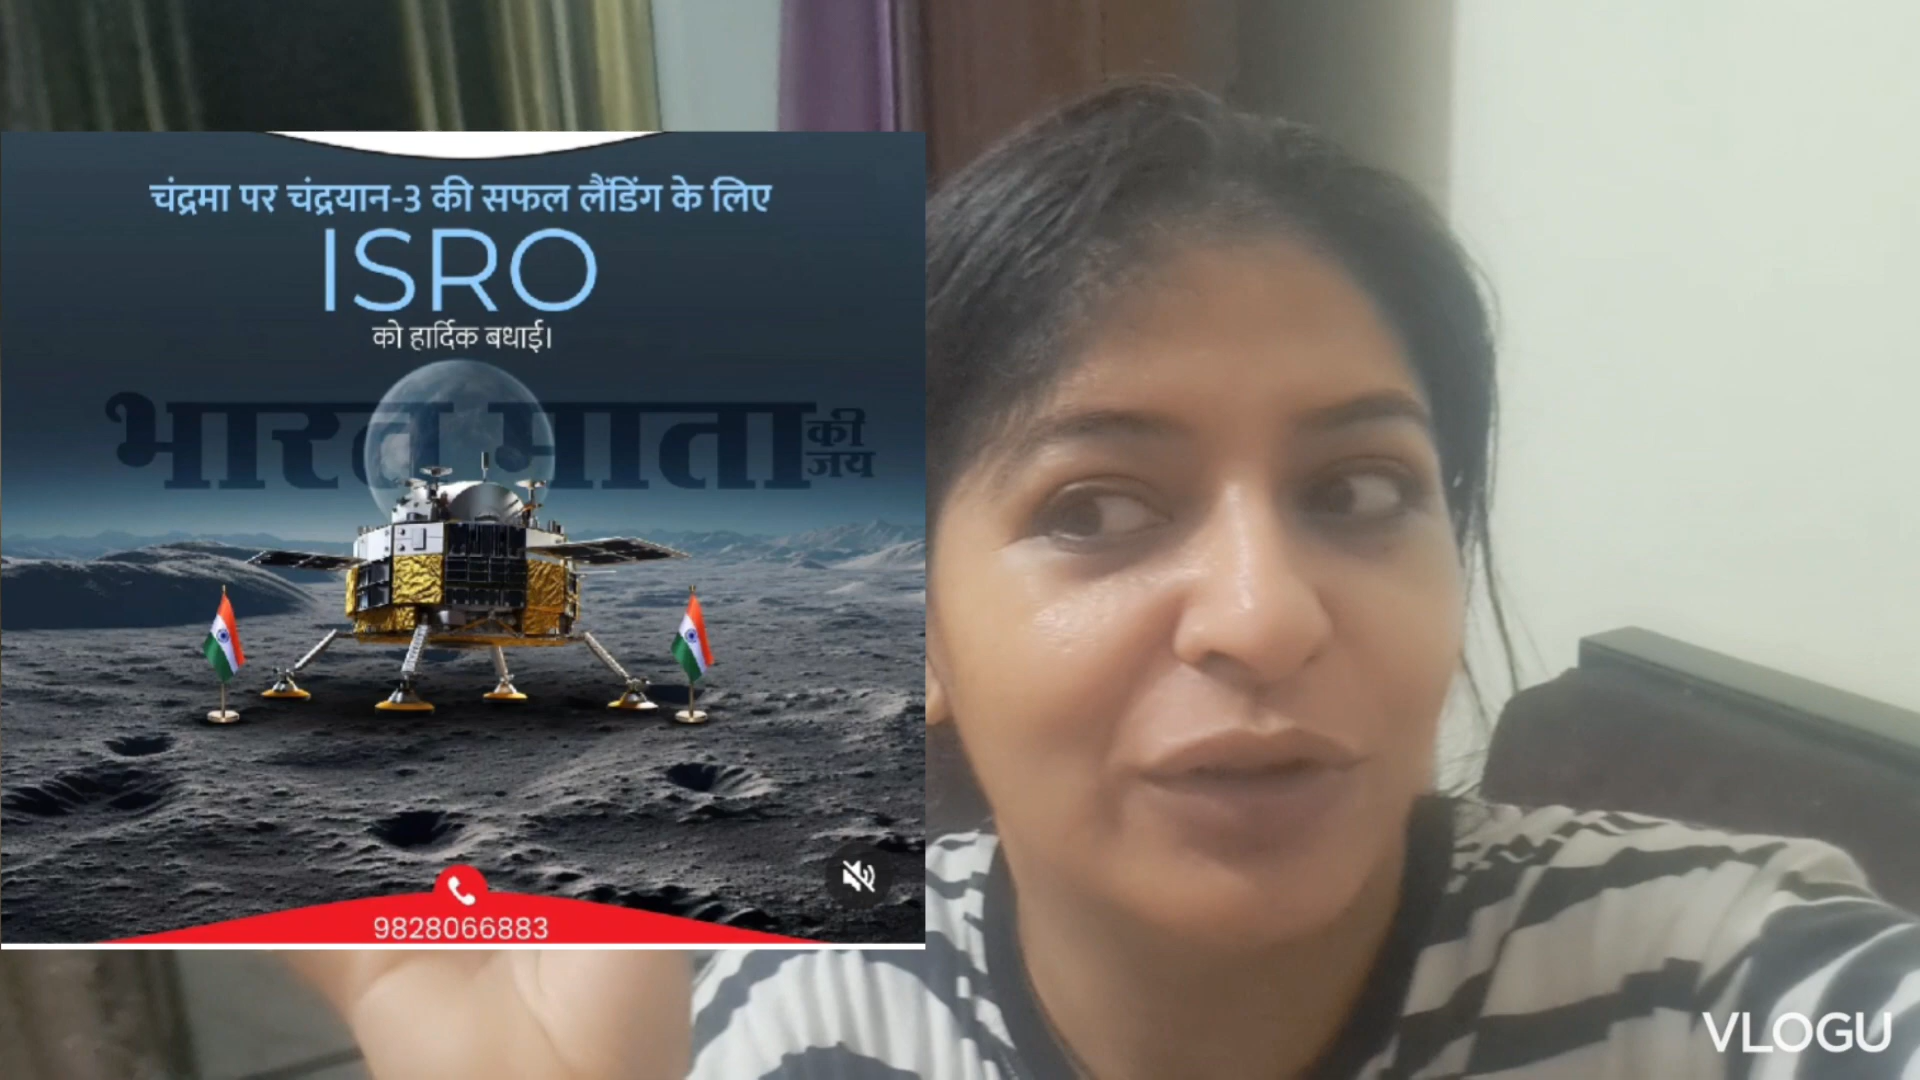 चंद्रमा पर चंद्रयान-3 की सफल लैंडिंग के लिए
ISRO
को हार्दिक बधाई।
भारत माता की जय
9828066883
VLOGU